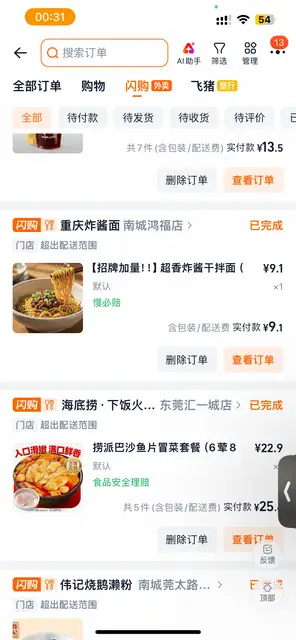 00:31
54
搜索订单
AI助手
筛选
管理
13
全部订单
购物
闪购
外卖
飞猪
旅行
全部
待付款
待发货
待收货
待评价
共7件(含包装/配送费) 实付款 ¥13.5
删除订单
查看订单
闪购 重庆炸酱面 南城鸿福店 >
已完成
门店 超出配送范围
【招牌加量!!】超香炸酱干拌面 (
¥9.1
默认
×1
慢必赔
含包装/配送费 实付款 ¥9.1
删除订单
查看订单
闪购 海底捞·下饭火... 东莞汇一城店 >
已完成
门店 超出配送范围
入口滑嫩 温口鲜香
捞派巴沙鱼片冒菜套餐 (6荤8
¥22.9
默认
食品安全理赔
共5件(含包装/配送费) 实付款 ¥25.
删除订单
查看订单
反馈
闪购 伟记烧鹅濑粉 南城莞太路...
顶部
门店 超出配送范围